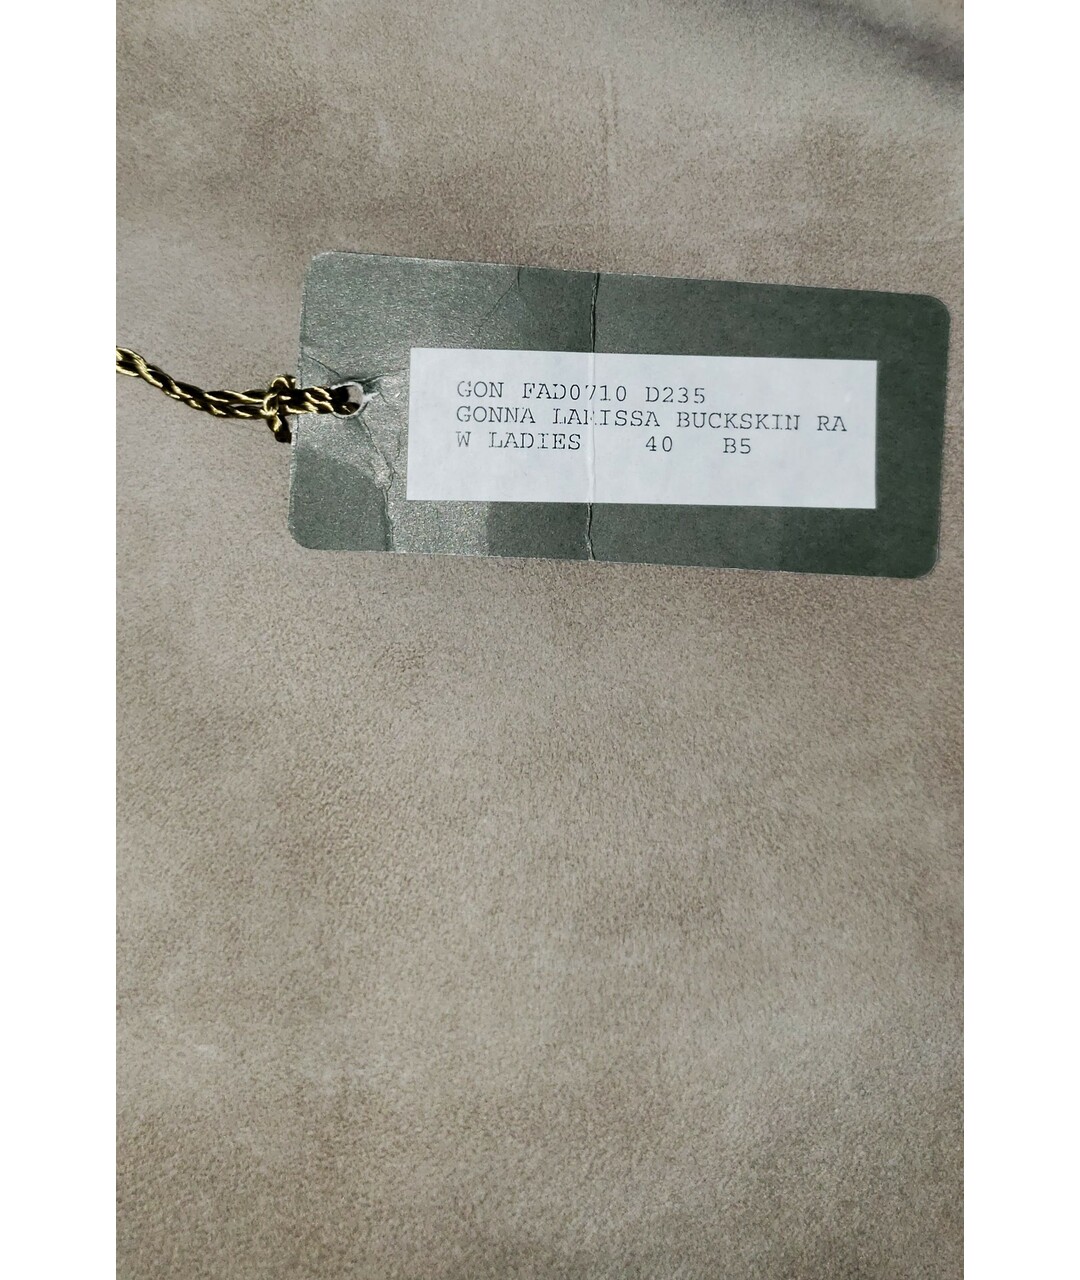 GON FAD0710 D235
GONNA LARISSA BUCKSKIN RA
W LADIES 40 B5